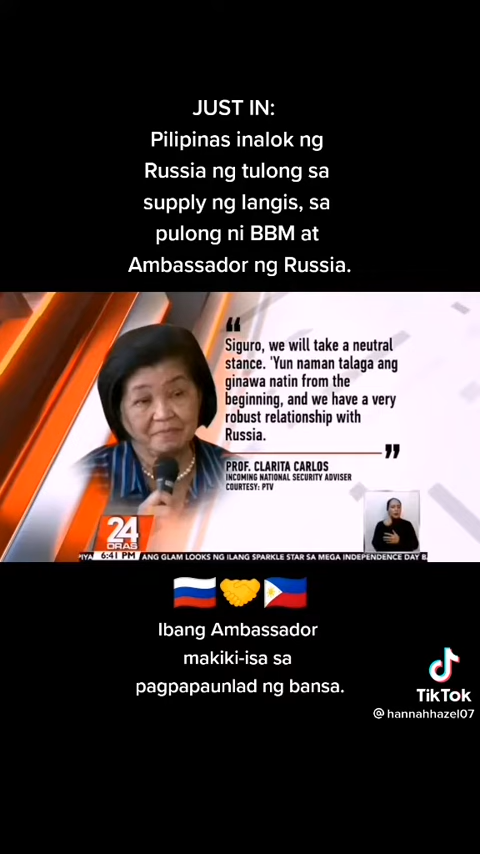 JUST IN:
Pilipinas inalok ng
Russia ng tulong sa
supply ng langis, sa
pulong ni BBM at
Ambassador ng Russia.
“
Siguro, we will take a neutral
stance. 'Yun naman talaga ang
ginawa natin from the
beginning, and we have a very
robust relationship with
Russia.
”
PROF. CLARITA CARLOS
INCOMING NATIONAL SECURITY ADVISER
COURTESY: PTV
24
ORAS
6:41 PM
ANG GLAM LOOKS NG ILANG SPARKLE STAR SA MEGA INDEPENDENCE DAY
Ibang Ambassador
makiki-isa sa
pagpapaunlad ng bansa.
TikTok
@hannahhazel07